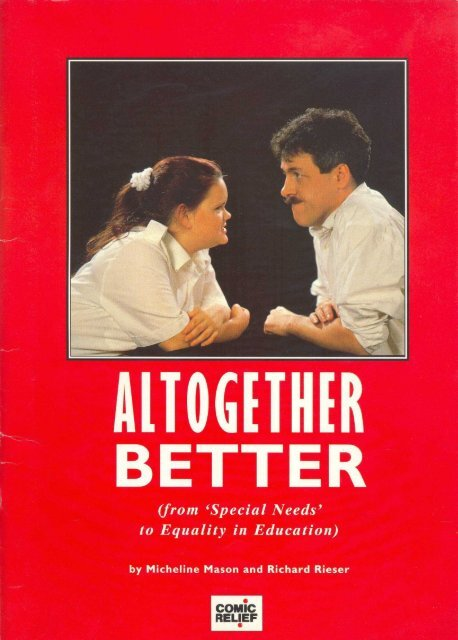 ALTOGETHER
BETTER
(from ‘Special Needs’
to Equality in Education)
by Micheline Mason and Richard Rieser
COMIC
RELIEF